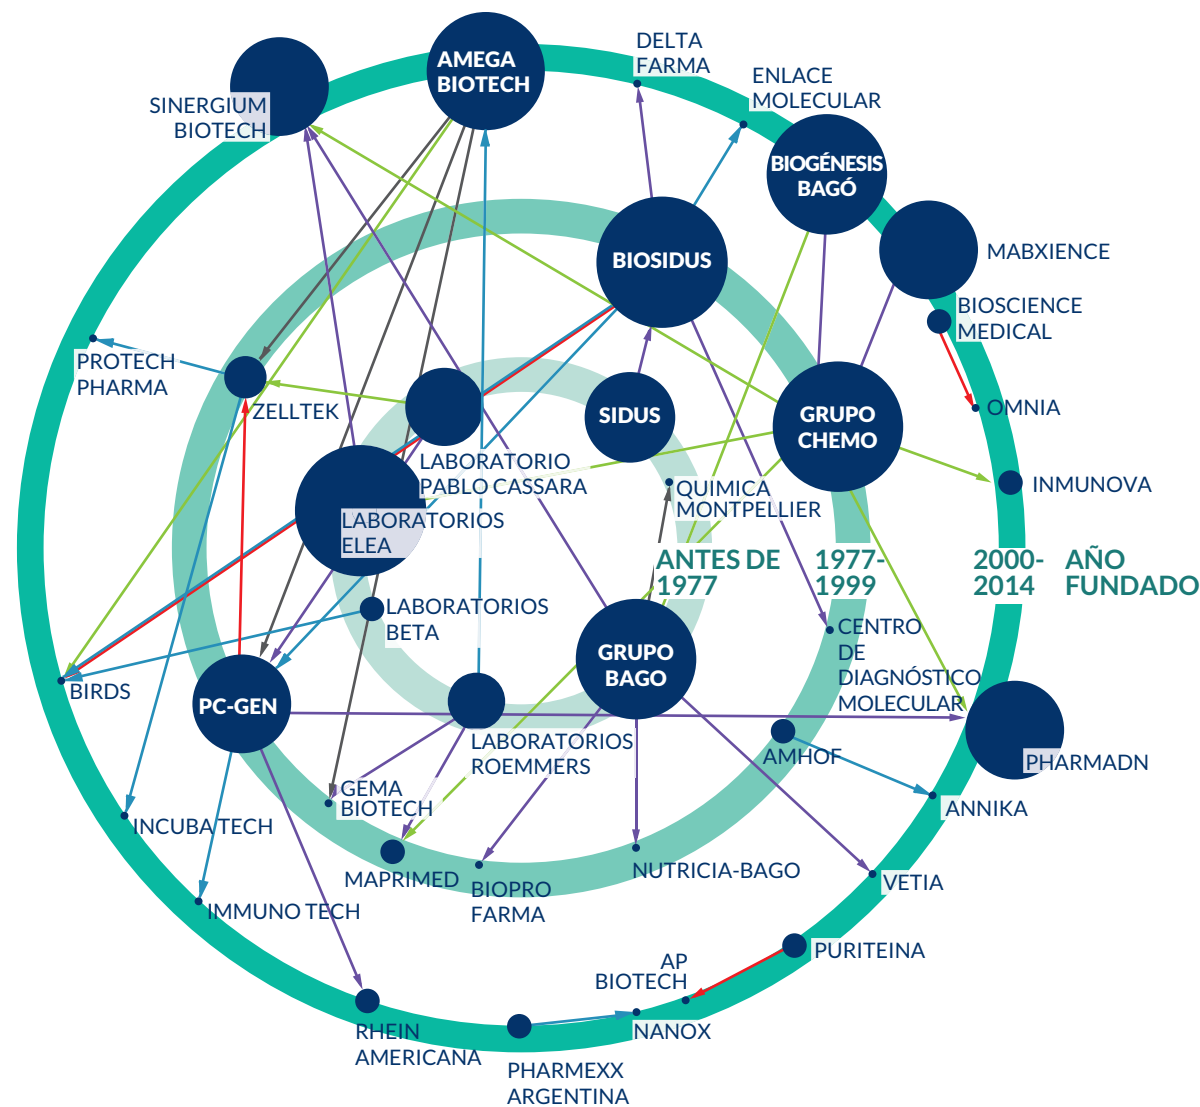 DELTA
FARMA
AMEGA
BIOTECH
ENLACE
MOLECULAR
SINERGIUM
BIOTECH
BIOGÉNESIS
BAGÓ
BIOSIDUS
MABXIENCE
BIOSCIENCE
MEDICAL
PROTECH
PHARMA
ZELLTEK
SIDUS
GRUPO
CHEMO
OMNIA
LABORATORIO
PABLO CASSARA
QUIMICA
MONTPELLIER
INMUNOVA
LABORATORIOS
ELEA
ANTES DE
1977
1977-
1999
2000-
2014
AÑO
FUNDADO
LABORATORIOS
BETA
CENTRO
DE
DIAGNÓSTICO
MOLECULAR
GRUPO
BAGO
BIRDS
PC-GEN
LABORATORIOS
ROEMMERS
AMHOF
PHARMADN
GEMA
BIOTECH
ANNIKA
INCUBA TECH
MAPRIMED
BIOPRO
FARMA
NUTRICIA-BAGO
VETIA
IMMUNO TECH
PURITEINA
AP
BIOTECH
RHEIN
AMERICANA
NANOX
PHARMEXX
ARGENTINA